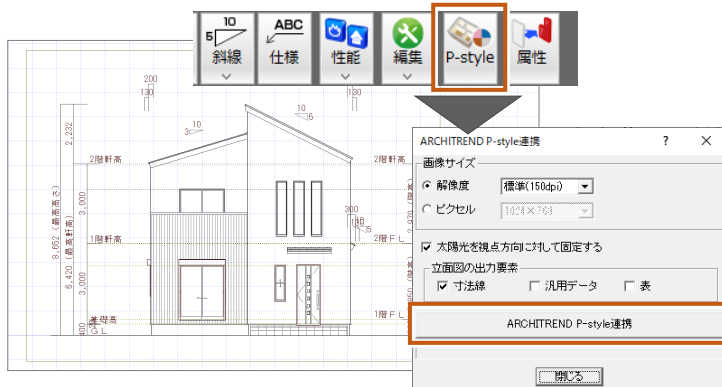 10
5
斜線
ABC
仕様
性能
編集
P-style
属性
200
130
130
10
3
10
5
2,232
2階軒高
2階軒高
8,652 (最高高さ)
6,420 (最高軒高)
3,000
300
130
5
1階軒高
2階ＦＬ
3,000
1階ＦＬ
基礎高
400
ＧＬ
ARCHITREND P-style連携
?
画像サイズ
解像度
標準(150dpi)
ピクセル
1024×768
太陽光を視点方向に対して固定する
立面図の出力要素
寸法線
汎用データ
表
ARCHITREND P-style連携
閉じる